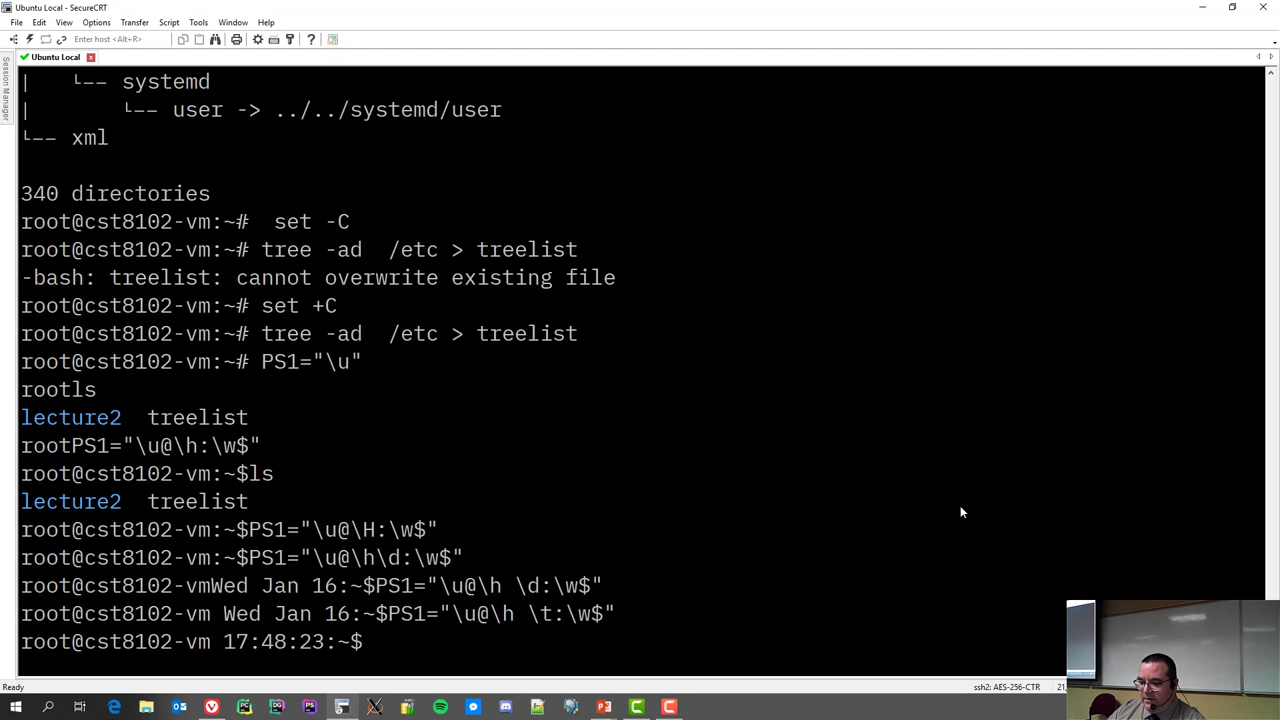 Ubuntu Local - SecureCRT
File Edit View Options Transfer Script Tools Window Help
Enter host <Alt+R>
Ubuntu Local
Session Manager
|   └── systemd
|       └── user -> ../../systemd/user
└── xml
340 directories
root@cst8102-vm:~#  set -C
root@cst8102-vm:~# tree -ad  /etc > treelist
-bash: treelist: cannot overwrite existing file
root@cst8102-vm:~# set +C
root@cst8102-vm:~# tree -ad  /etc > treelist
root@cst8102-vm:~# PS1="\u"
rootls
lecture2  treelist
rootPS1="\u@\h:\w$"
root@cst8102-vm:~$ls
lecture2  treelist
root@cst8102-vm:~$PS1="\u@\H:\w$"
root@cst8102-vm:~$PS1="\u@\h\d:\w$"
root@cst8102-vmWed Jan 16:~$PS1="\u@\h \d:\w$"
root@cst8102-vm Wed Jan 16:~$PS1="\u@\h \t:\w$"
root@cst8102-vm 17:48:23:~$
Ready
ssh2: AES-256-CTR
21,